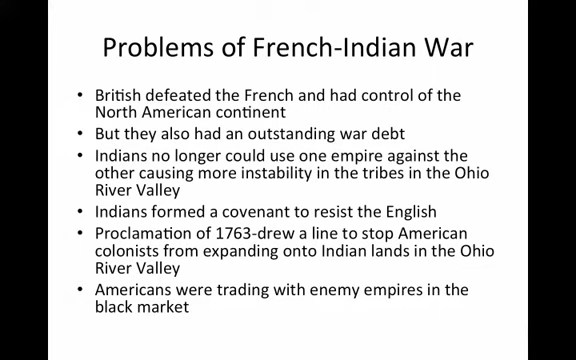 Problems of French-Indian War
• British defeated the French and had control of the
North American continent
• But they also had an outstanding war debt
• Indians no longer could use one empire against the
other causing more instability in the tribes in the Ohio
River Valley
• Indians formed a covenant to resist the English
• Proclamation of 1763-drew a line to stop American
colonists from expanding onto Indian lands in the Ohio
River Valley
• Americans were trading with enemy empires in the
black market